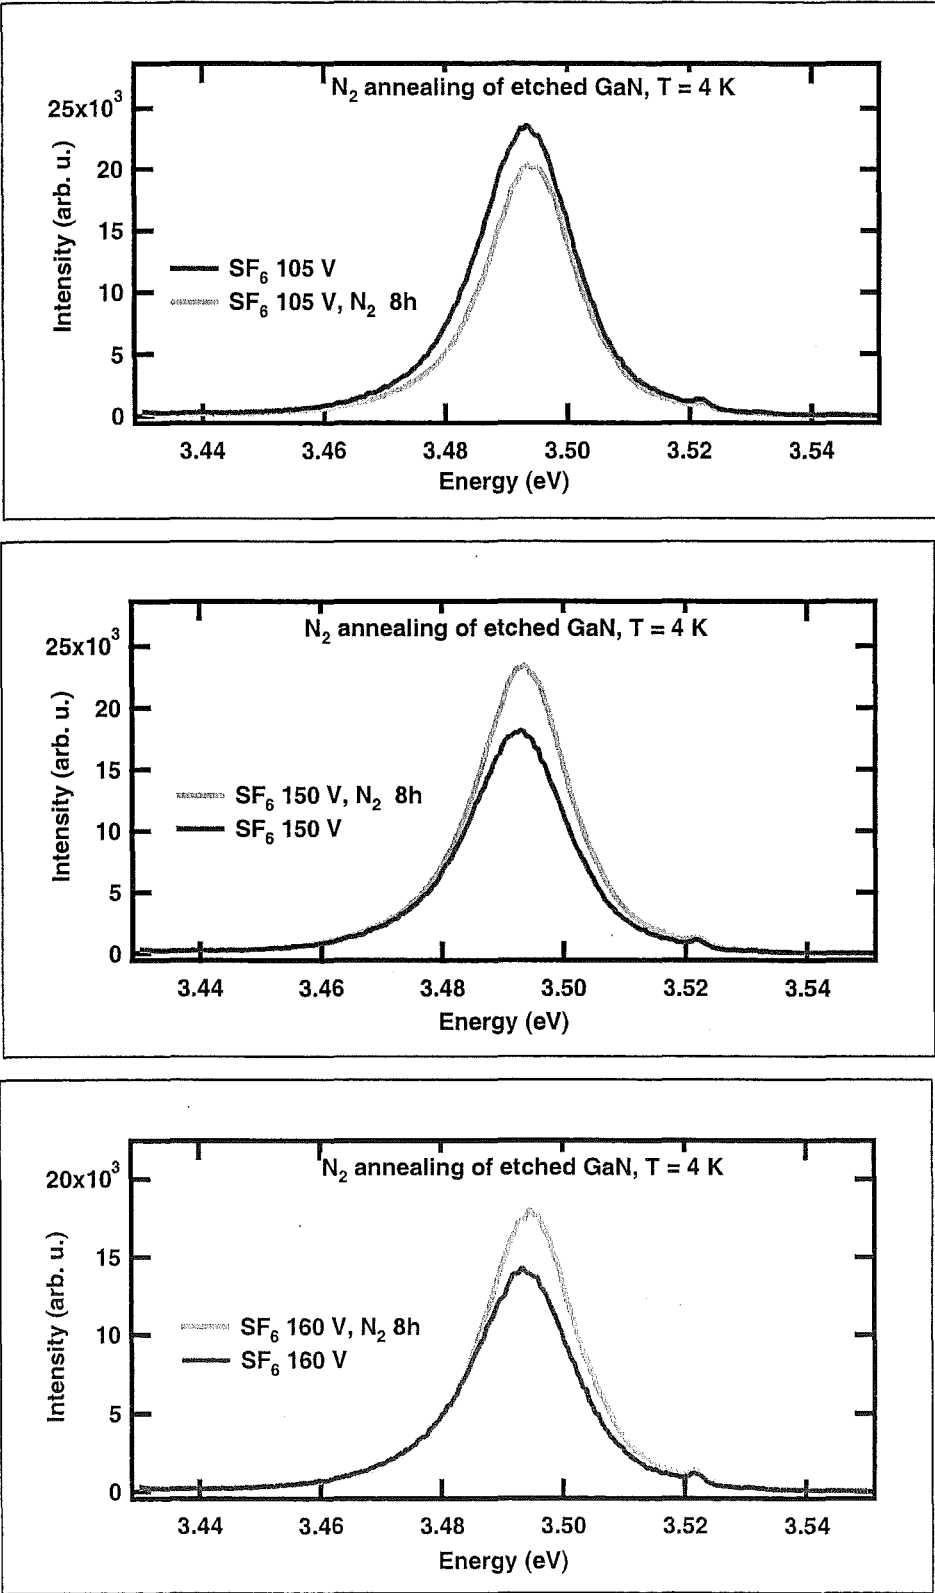 N₂ annealing of etched GaN, T = 4 K
25x10³
20
15
10
5
0
Intensity (arb. u.)
SF₆ 105 V
SF₆ 105 V, N₂ 8h
3.44 3.46 3.48 3.50 3.52 3.54
Energy (eV)
N₂ annealing of etched GaN, T = 4 K
25x10³
20
15
10
5
0
Intensity (arb. u.)
SF₆ 150 V, N₂ 8h
SF₆ 150 V
3.44 3.46 3.48 3.50 3.52 3.54
Energy (eV)
N₂ annealing of etched GaN, T = 4 K
20x10³
15
10
5
0
Intensity (arb. u.)
SF₆ 160 V, N₂ 8h
SF₆ 160 V
3.44 3.46 3.48 3.50 3.52 3.54
Energy (eV)